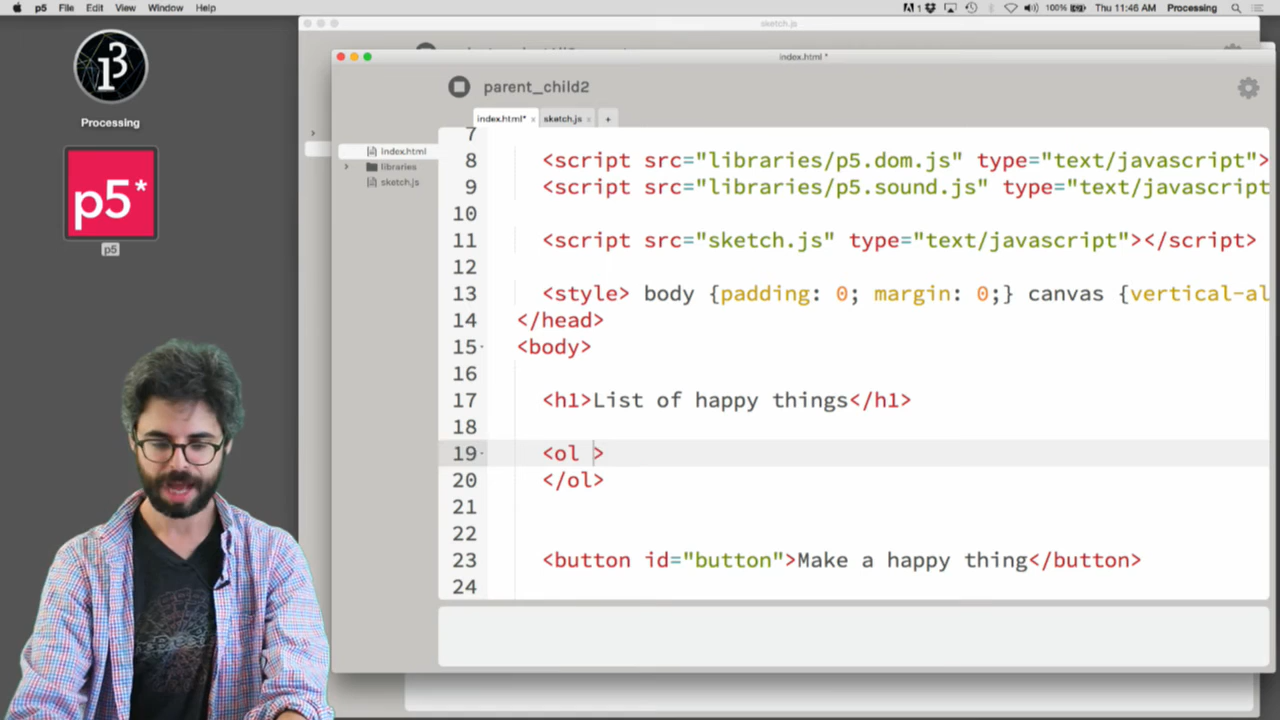 p5 File Edit View Window Help
1 100% Thu 11:46 AM Processing
sketch.js
index.html *
Processing
p5*
p5
parent_child2
index.html* × sketch.js × +
index.html
libraries
sketch.js
7
8 <script src="libraries/p5.dom.js" type="text/javascript">
9 <script src="libraries/p5.sound.js" type="text/javascript
10
11 <script src="sketch.js" type="text/javascript"></script>
12
13 <style> body {padding: 0; margin: 0;} canvas {vertical-al
14 </head>
15 <body>
16
17 <h1>List of happy things</h1>
18
19 <ol >
20 </ol>
21
22
23 <button id="button">Make a happy thing</button>
24